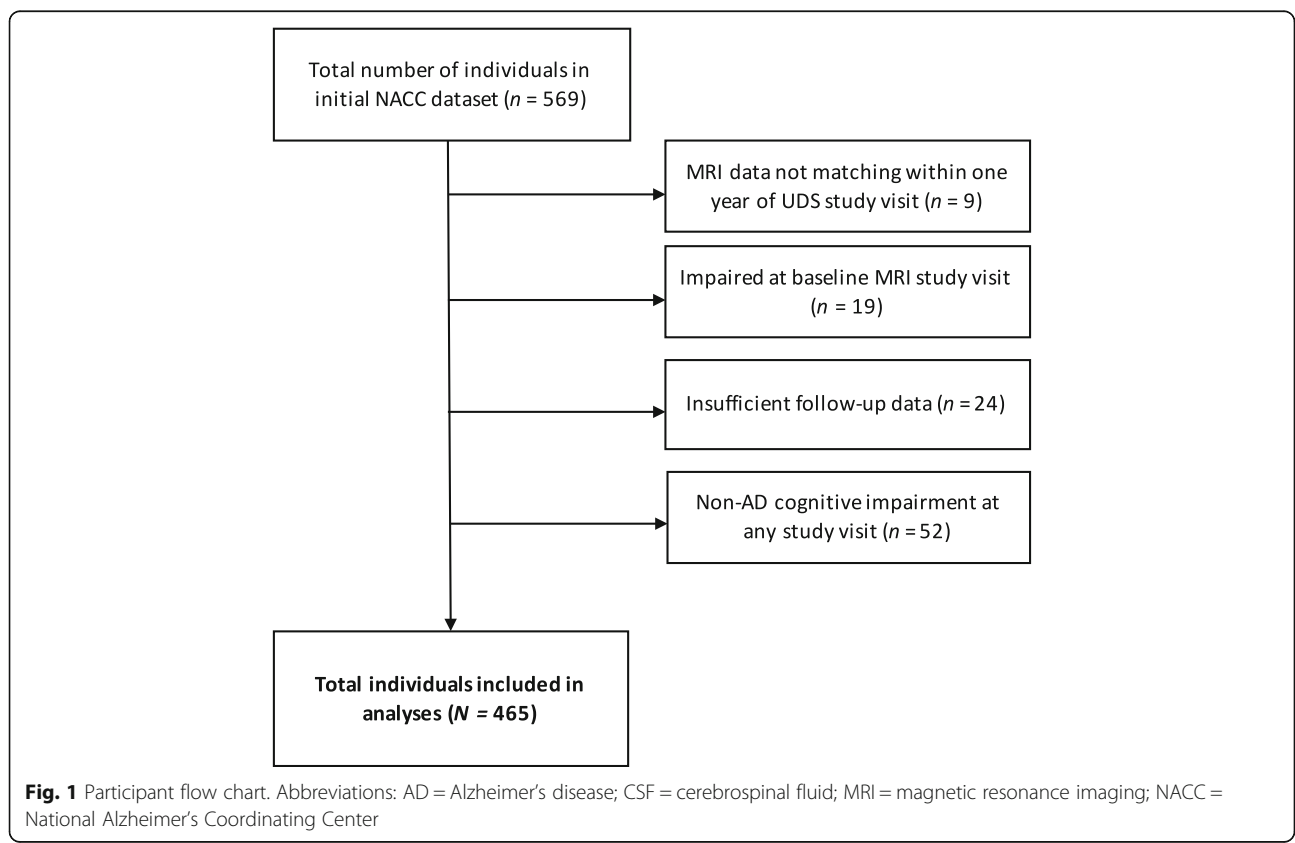 Total number of individuals in
initial NACC dataset (n = 569)
MRI data not matching within one
year of UDS study visit (n = 9)
Impaired at baseline MRI study visit
(n = 19)
Insufficient follow-up data (n = 24)
Non-AD cognitive impairment at
any study visit (n = 52)
Total individuals included in
analyses (N = 465)
Fig. 1 Participant flow chart. Abbreviations: AD = Alzheimer's disease; CSF = cerebrospinal fluid; MRI = magnetic resonance imaging; NACC =
National Alzheimer's Coordinating Center